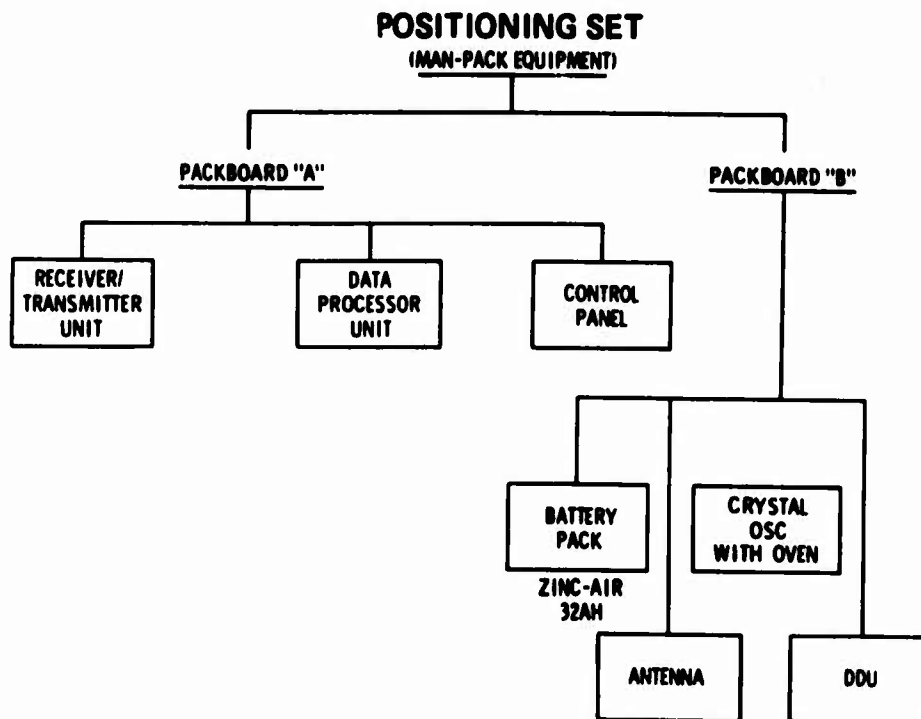 POSITIONING SET
(MAN-PACK EQUIPMENT)
PACKBOARD "A"
PACKBOARD "B"
RECEIVER/
TRANSMITTER
UNIT
DATA
PROCESSOR
UNIT
CONTROL
PANEL
BATTERY
PACK
ZINC-AIR
32AH
CRYSTAL
OSC
WITH OVEN
ANTENNA
DDU